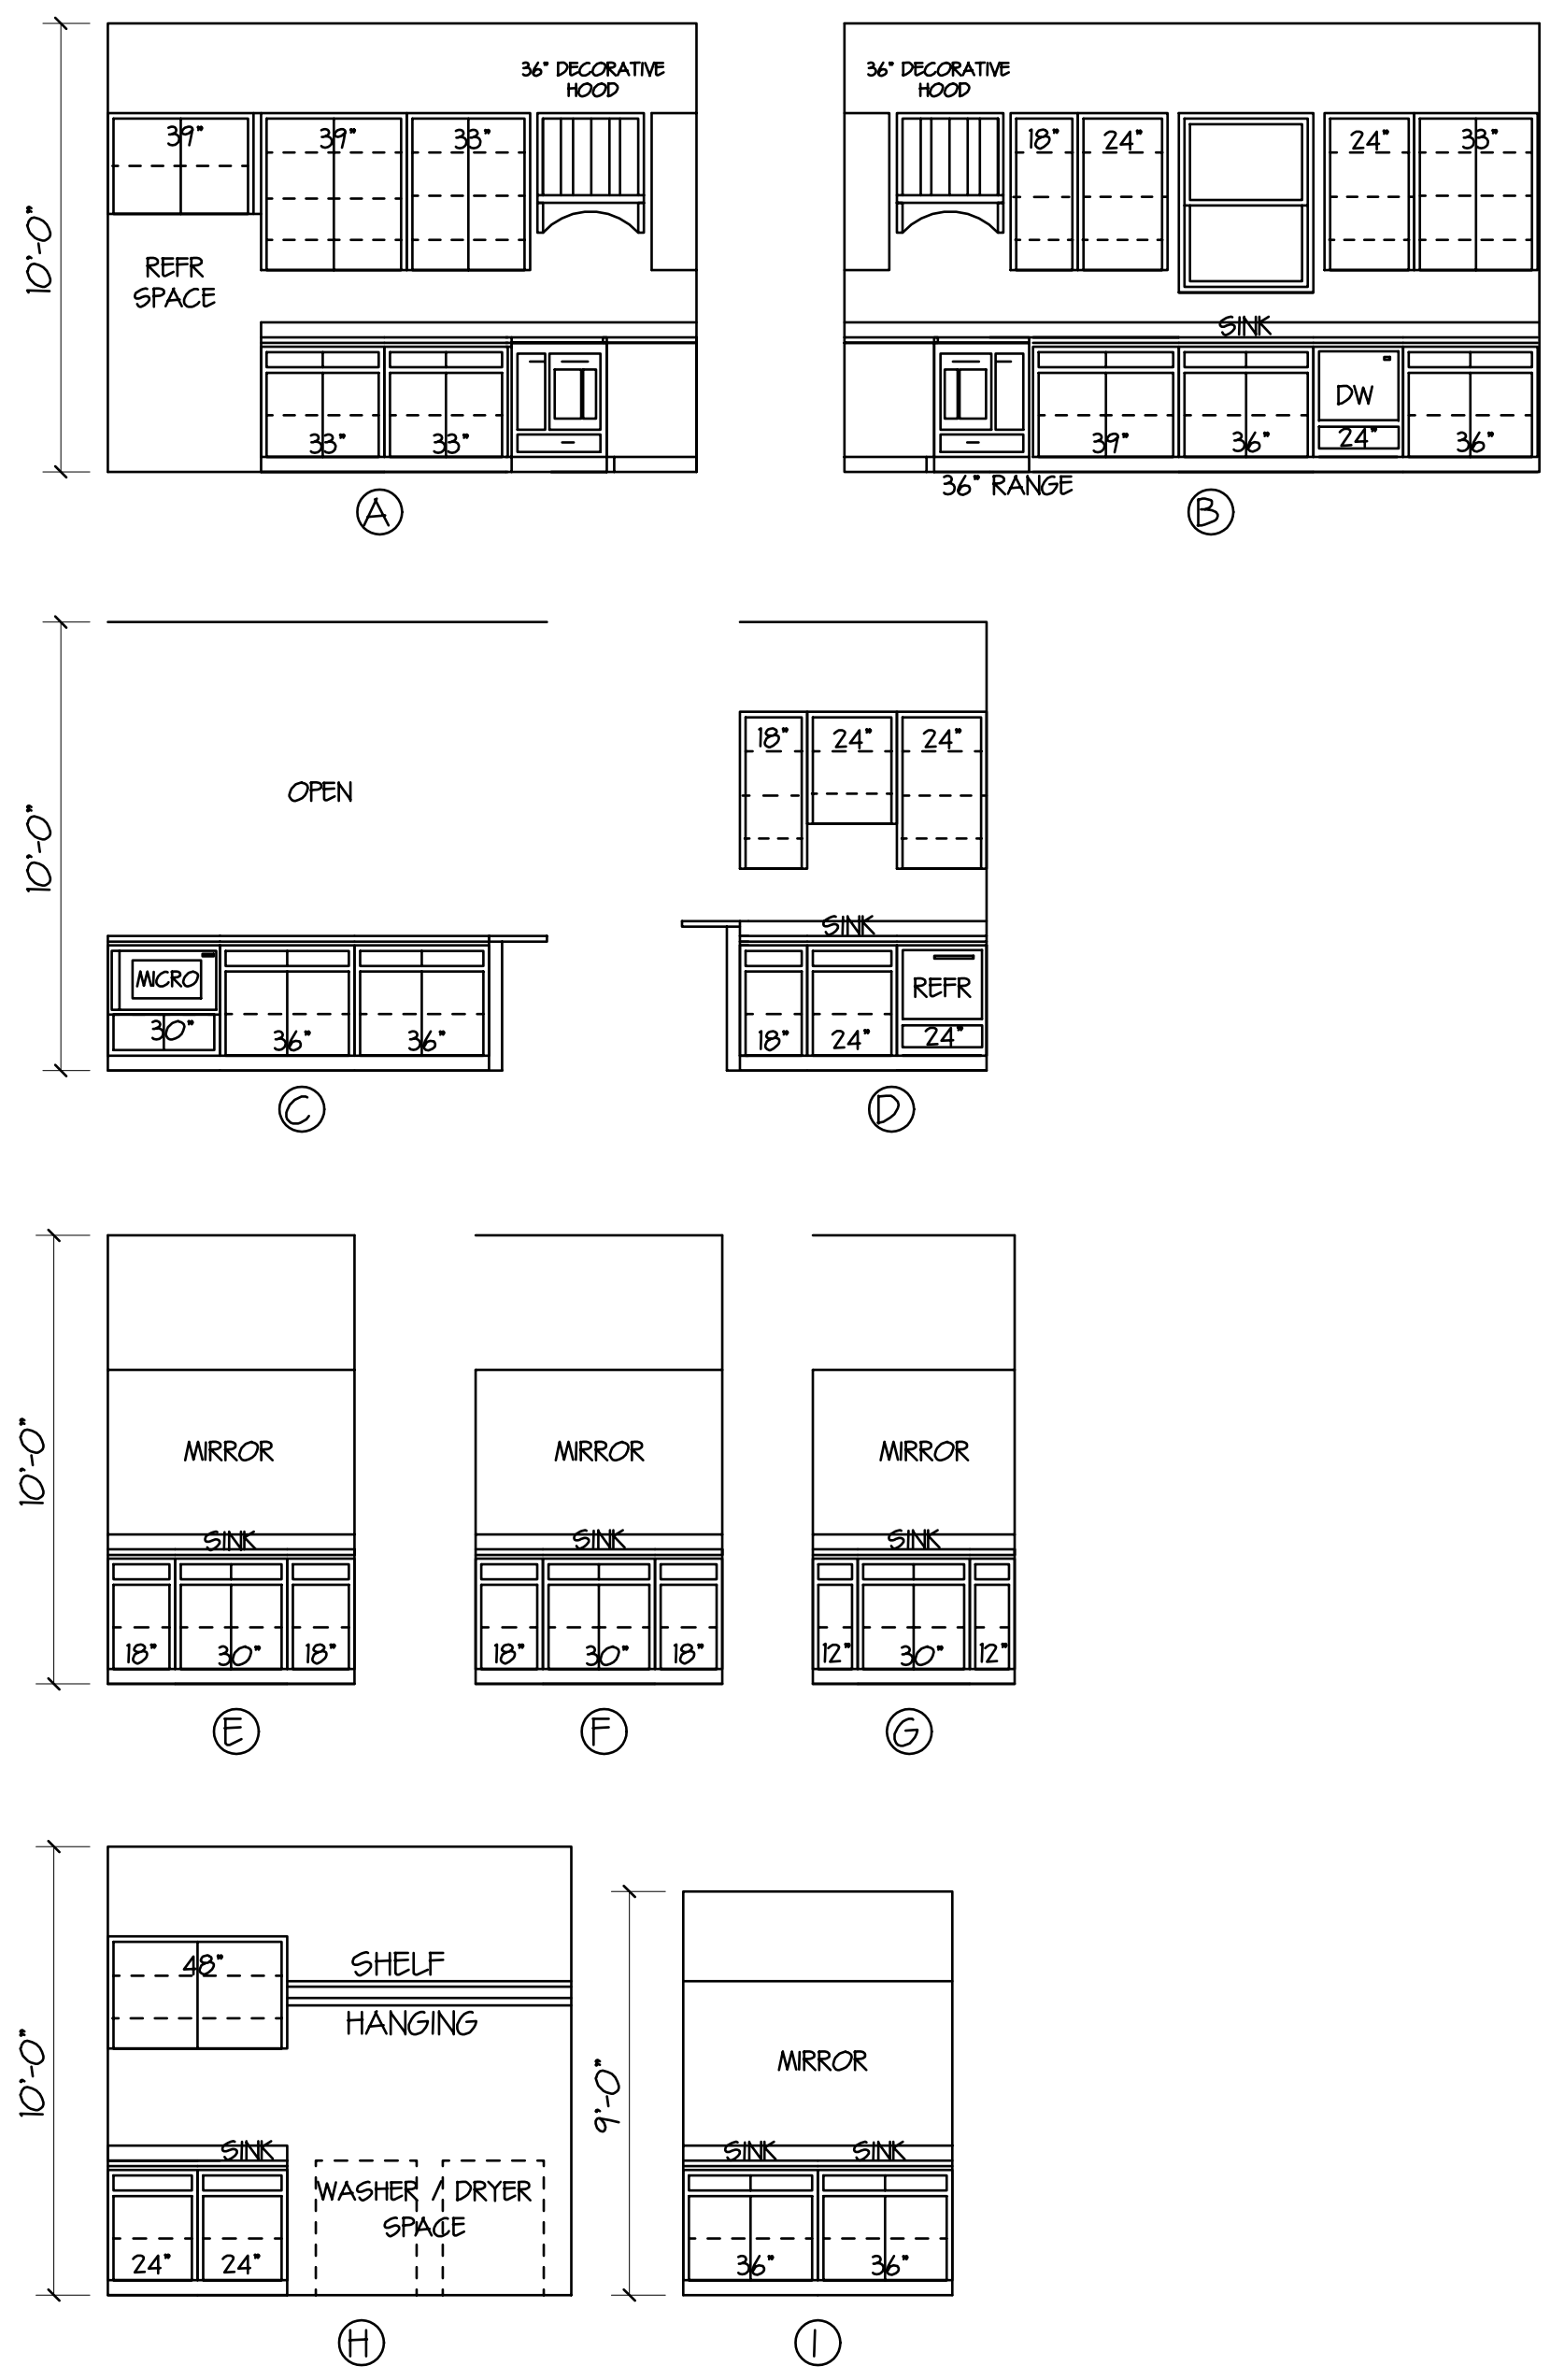 36" DECORATIVE
HOOD
39"
39"
33"
10'-0"
REFR
SPACE
33"
33"
A
36" DECORATIVE
HOOD
18"
24"
24"
33"
SINK
DW
39"
36"
24"
36"
36" RANGE
B
10'-0"
OPEN
MICRO
30"
36"
36"
C
18"
24"
24"
SINK
REFR
18"
24"
24"
D
10'-0"
MIRROR
SINK
18"
30"
18"
E
MIRROR
SINK
18"
30"
18"
F
MIRROR
SINK
12"
30"
12"
G
10'-0"
48"
SHELF
HANGING
SINK
WASHER / DRYER
SPACE
24"
24"
H
9'-0"
MIRROR
SINK
SINK
36"
36"
I